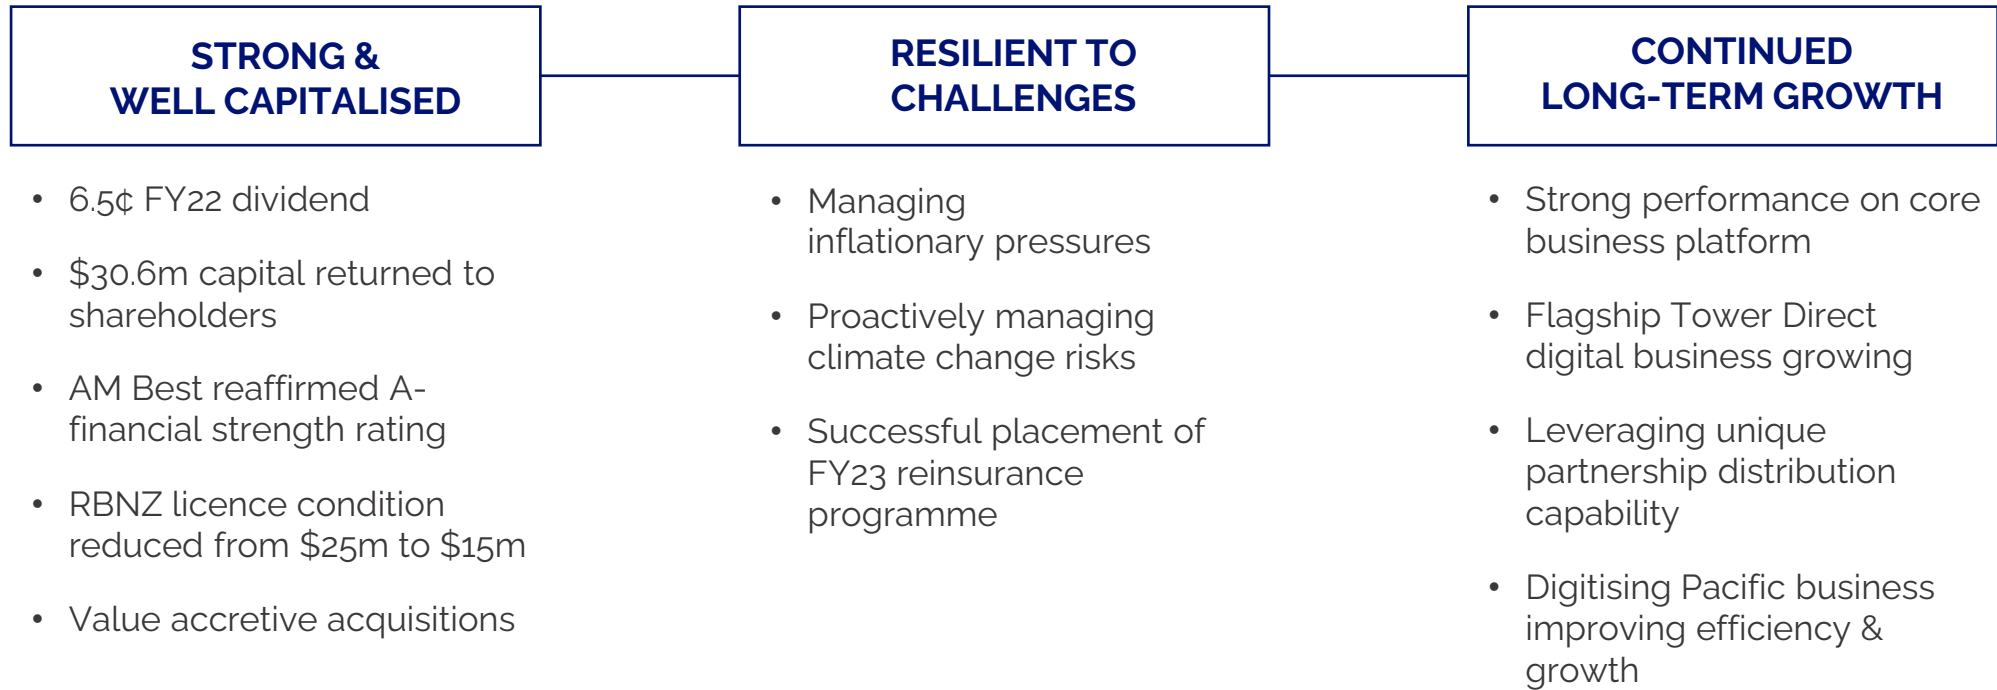 STRONG &
WELL CAPITALISED
• 6.5¢ FY22 dividend
• $30.6m capital returned to
shareholders
• AM Best reaffirmed A-
financial strength rating
• RBNZ licence condition
reduced from $25m to $15m
• Value accretive acquisitions
RESILIENT TO
CHALLENGES
• Managing
inflationary pressures
• Proactively managing
climate change risks
• Successful placement of
FY23 reinsurance
programme
CONTINUED
LONG-TERM GROWTH
• Strong performance on core
business platform
• Flagship Tower Direct
digital business growing
• Leveraging unique
partnership distribution
capability
• Digitising Pacific business
improving efficiency &
growth